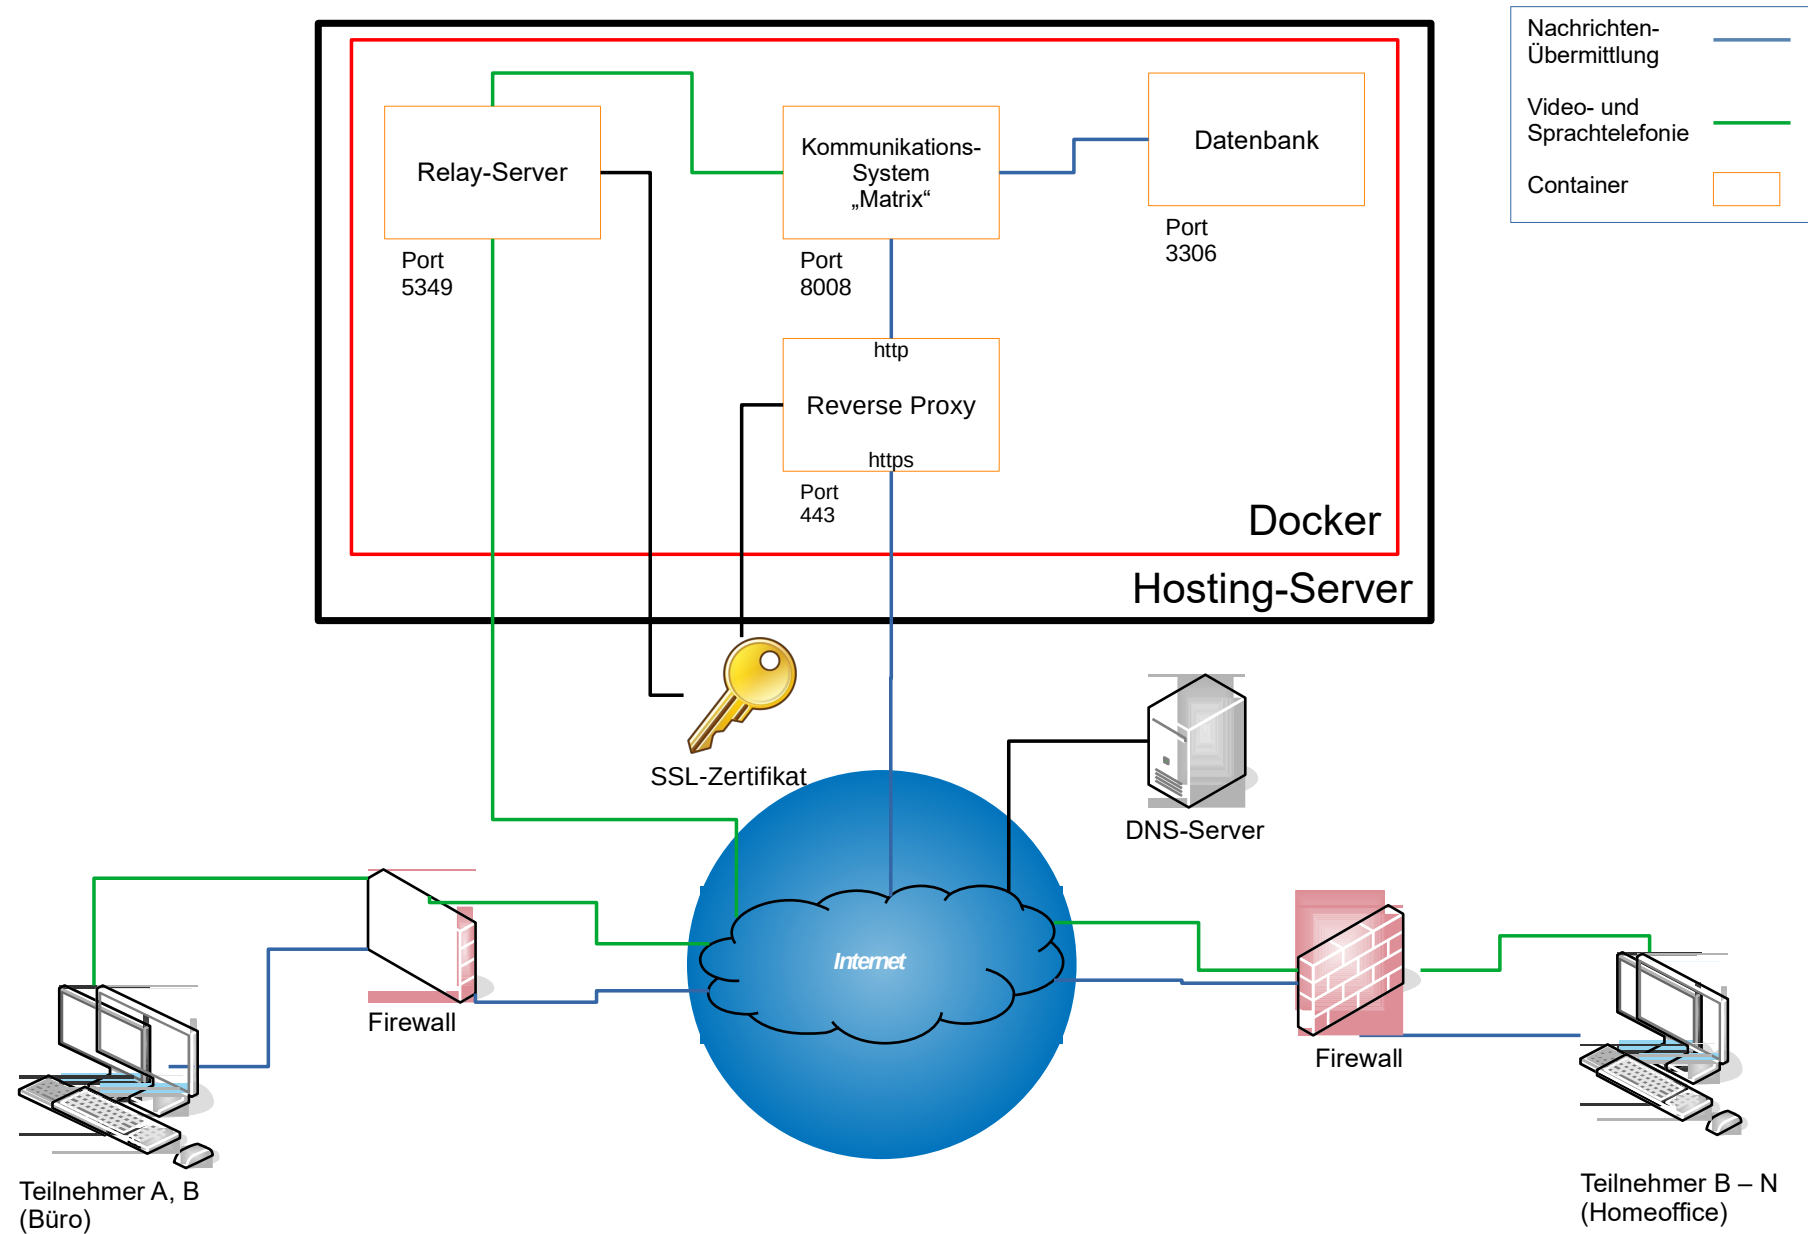 Nachrichten-
Übermittlung
Video- und
Sprachtelefonie
Container
Relay-Server
Port
5349
Kommunikations-
System
„Matrix“
Port
8008
Datenbank
Port
3306
http
Reverse Proxy
https
Port
443
Docker
Hosting-Server
SSL-Zertifikat
DNS-Server
Internet
Firewall
Firewall
Teilnehmer A, B
(Büro)
Teilnehmer B – N
(Homeoffice)